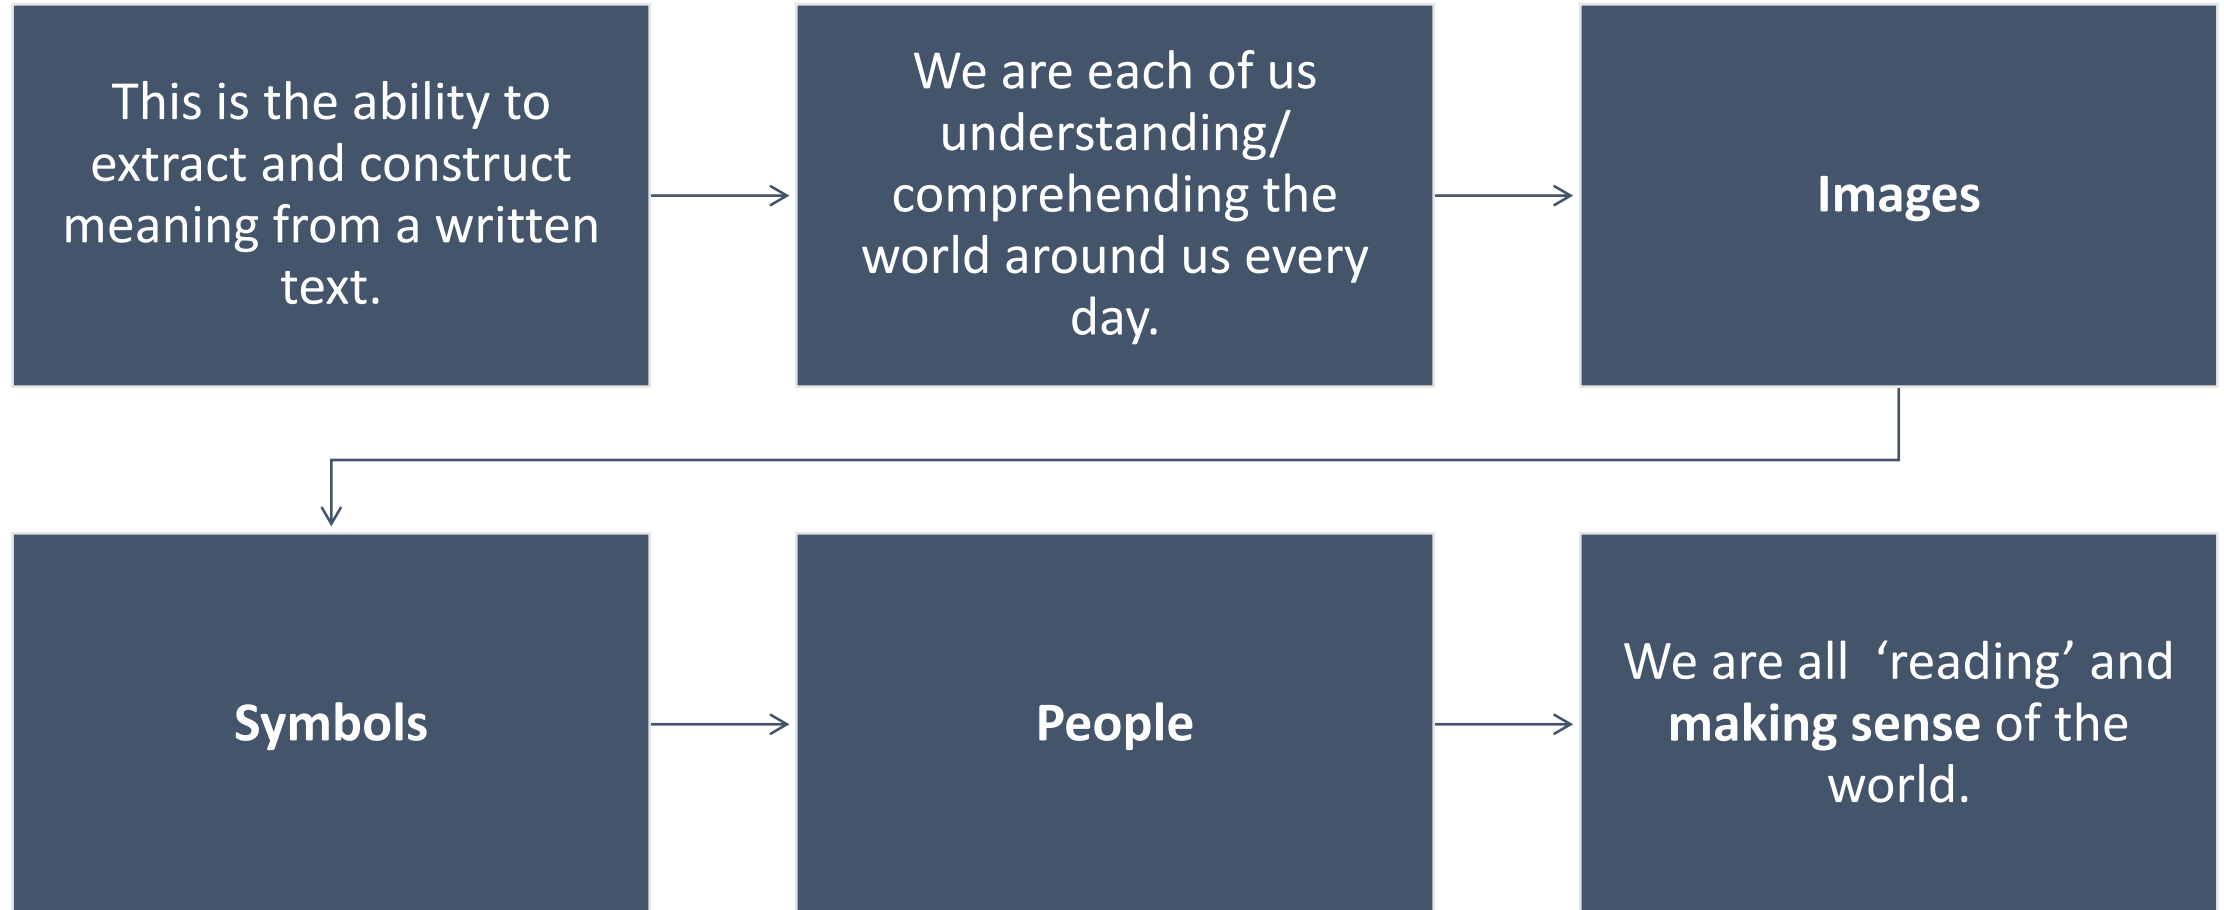 This is the ability to
extract and construct
meaning from a written
text.
We are each of us
understanding/
comprehending the
world around us every
day.
Images
Symbols
People
We are all  ‘reading’ and
making sense of the
world.